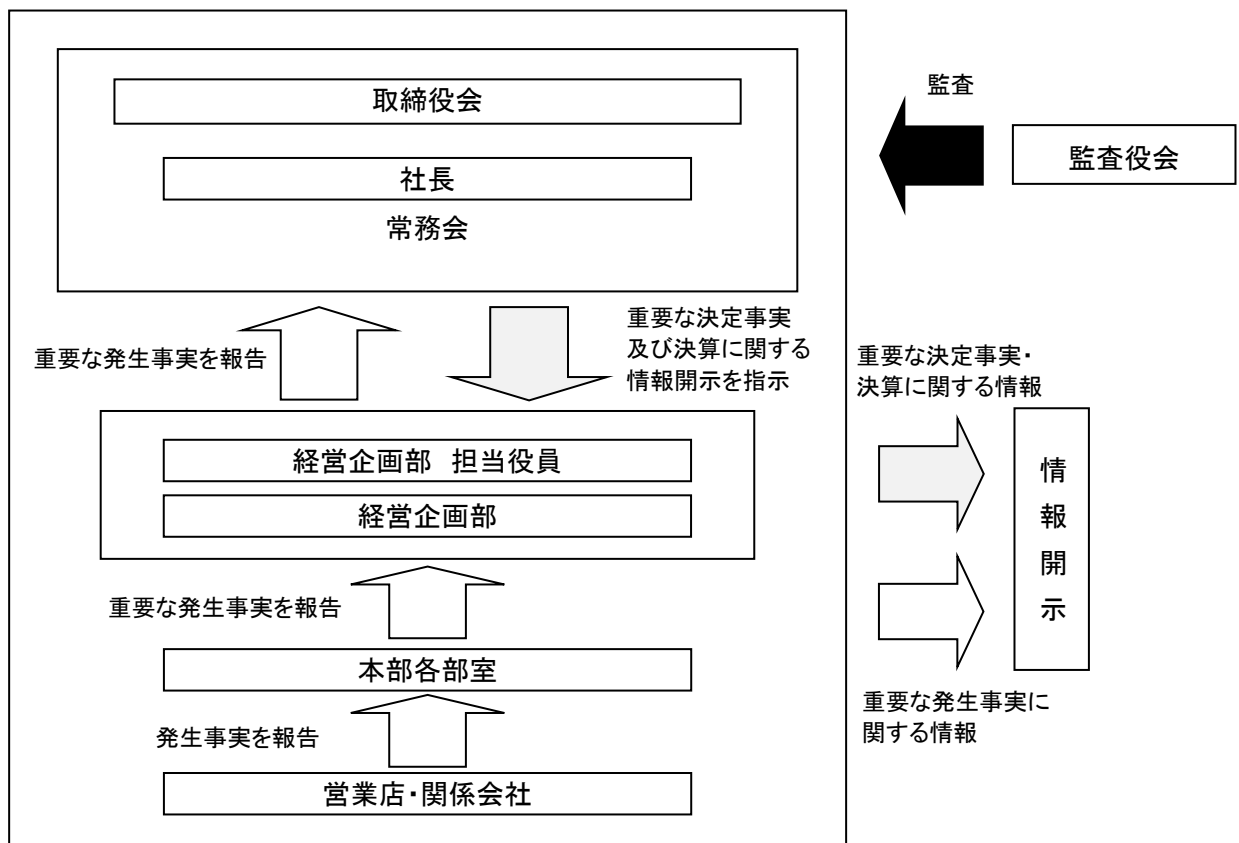 取締役会
社長
常務会
監査
監査役会
重要な発生事実を報告
重要な決定事実
及び決算に関する
情報開示を指示
経営企画部 担当役員
経営企画部
重要な発生事実を報告
本部各部室
発生事実を報告
営業店・関係会社
重要な決定事実・
決算に関する情報
情報開示
重要な発生事実に
関する情報